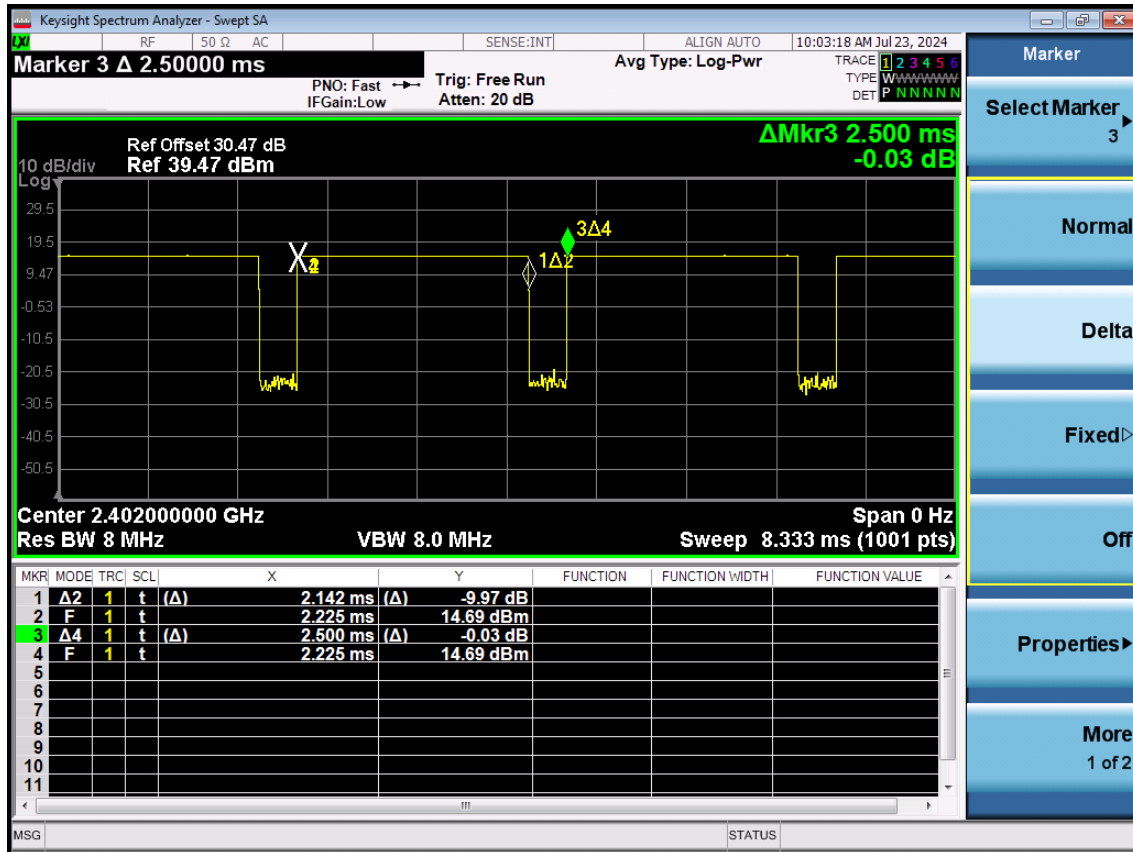 Keysight Spectrum Analyzer - Swept SA
LXI RF 50 Ω AC SENSE:INT ALIGN AUTO 10:03:18 AM Jul 23, 2024
Marker 3 Δ 2.50000 ms
PNO: Fast
IFGain:Low
Trig: Free Run
Atten: 20 dB
Avg Type: Log-Pwr
TRACE 1 2 3 4 5 6
TYPE WWWWWW
DET P N N N N N
ΔMkr3 2.500 ms
-0.03 dB
Ref Offset 30.47 dB
10 dB/div Ref 39.47 dBm
Log
29.5
19.5
9.47
-0.53
-10.5
-20.5
-30.5
-40.5
-50.5
3Δ4
1Δ2
X
Center 2.402000000 GHz Span 0 Hz
Res BW 8 MHz VBW 8.0 MHz Sweep 8.333 ms (1001 pts)
MKR MODE TRC SCL X Y FUNCTION FUNCTION WIDTH FUNCTION VALUE
1 Δ2 1 t (Δ) 2.142 ms (Δ) -9.97 dB
2 F 1 t 2.225 ms 14.69 dBm
3 Δ4 1 t (Δ) 2.500 ms (Δ) -0.03 dB
4 F 1 t 2.225 ms 14.69 dBm
5
6
7
8
9
10
11
MSG STATUS
Marker
Select Marker
3
Normal
Delta
Fixed
Off
Properties
More
1 of 2